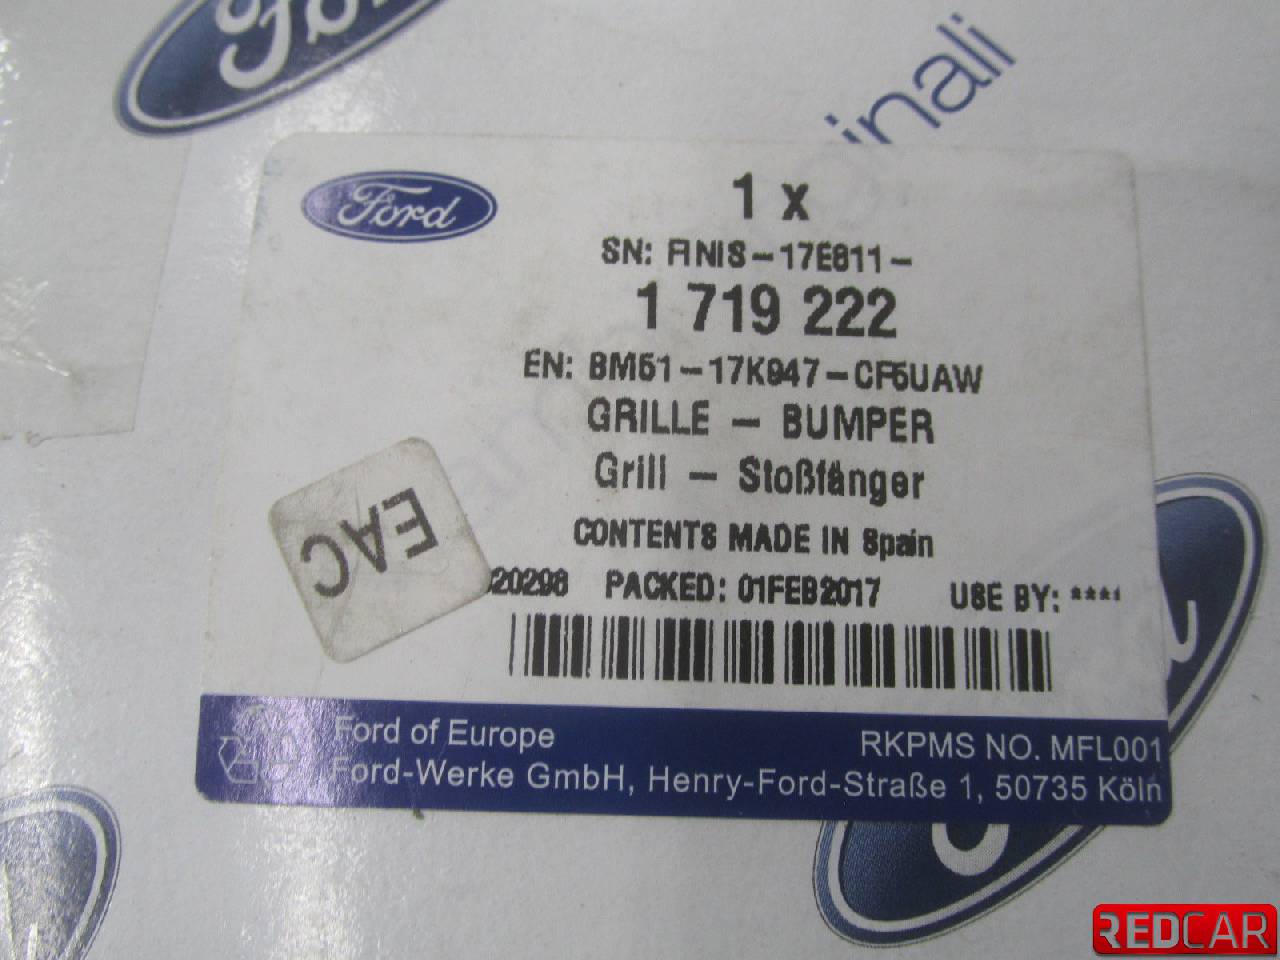 inali
Ford
1 x
SN: FINIS-17E811-
1 719 222
EN: BM51-17K947-CF5UAW
GRILLE - BUMPER
Grill - Stoßfänger
CONTENTS MADE IN Spain
EAC
20298 PACKED: 01FEB2017 USE BY: ****
Ford of Europe RKPMS NO. MFL001
Ford-Werke GmbH, Henry-Ford-Straße 1, 50735 Köln
REDCAR